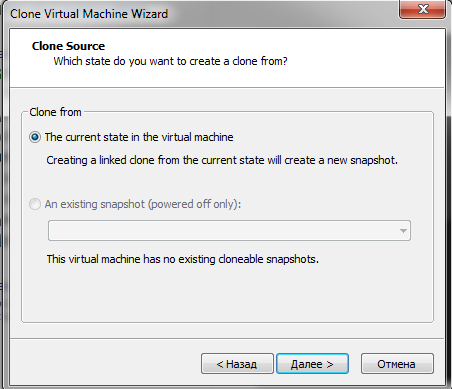 Clone Virtual Machine Wizard
Clone Source
Which state do you want to create a clone from?
Clone from
The current state in the virtual machine
Creating a linked clone from the current state will create a new snapshot.
An existing snapshot (powered off only):
This virtual machine has no existing cloneable snapshots.
< Назад
Далее >
Отмена